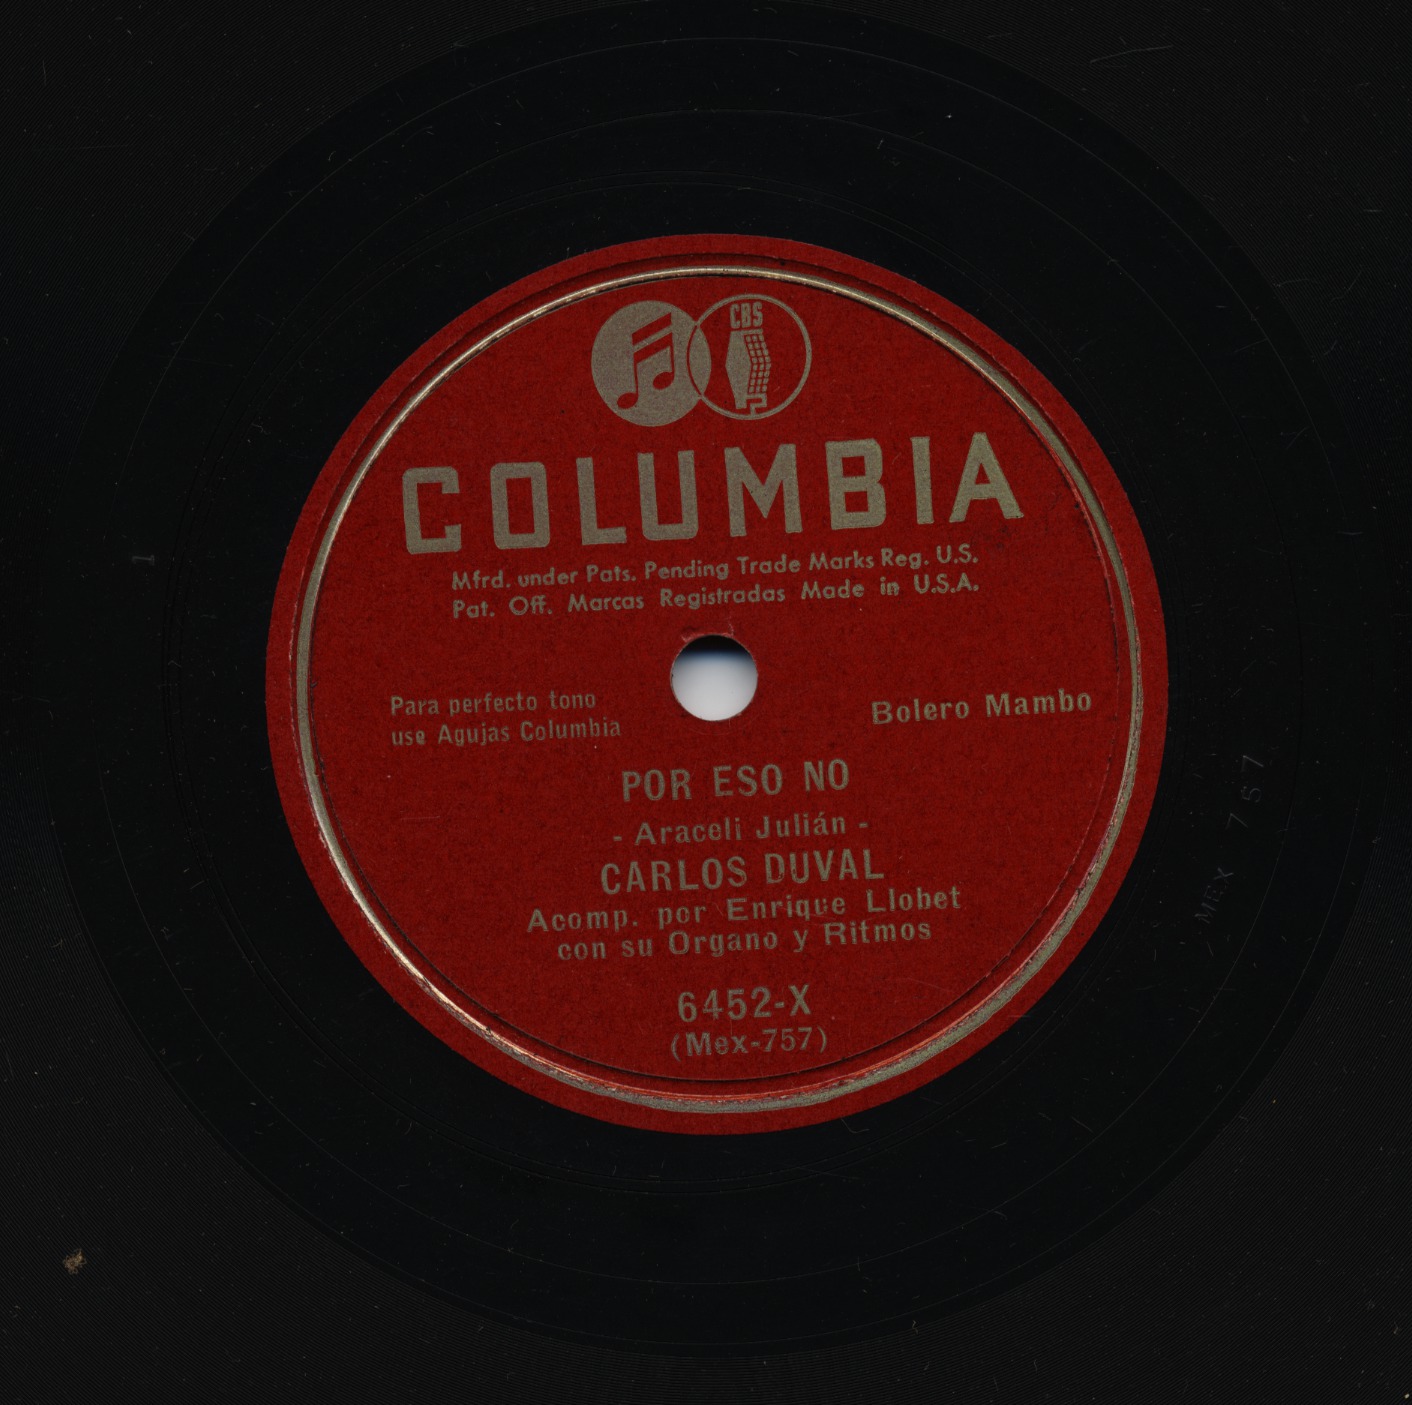 CBS
COLUMBIA
Mfrd. under Pats. Pending Trade Marks Reg. U.S.
Pat. Off. Marcas Registradas Made in U.S.A.
Para perfecto tono
use Agujas Columbia
Bolero Mambo
POR ESO NO
- Araceli Julián -
CARLOS DUVAL
Acomp. por Enrique Llobet
con su Organo y Ritmos
6452-X
(Mex-757)
MEX 757
1